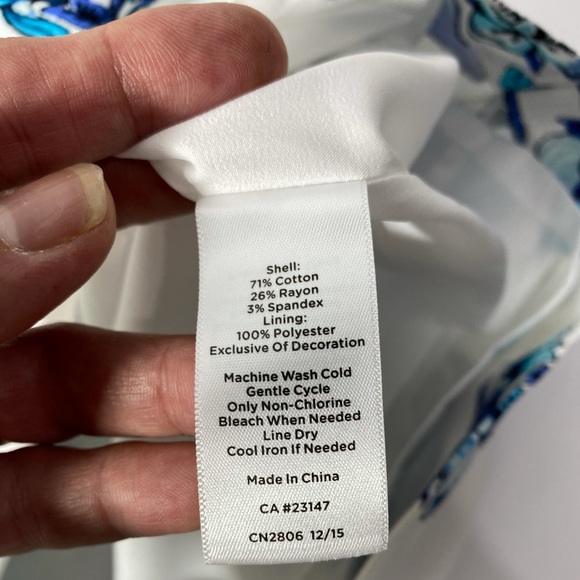 Shell:
71% Cotton
26% Rayon
3% Spandex
Lining:
100% Polyester
Exclusive Of Decoration
Machine Wash Cold
Gentle Cycle
Only Non-Chlorine
Bleach When Needed
Line Dry
Cool Iron If Needed
Made In China
CA #23147
CN2806 12/15